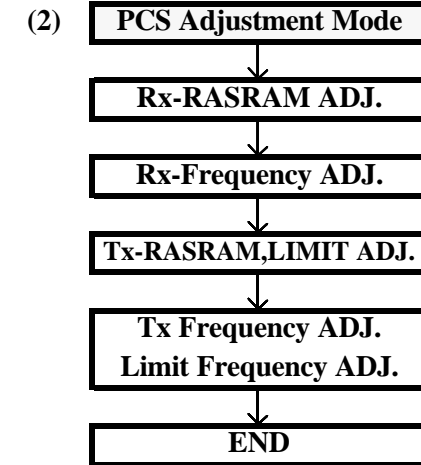 (2) PCS Adjustment Mode
Rx-RASRAM ADJ.
Rx-Frequency ADJ.
Tx-RASRAM,LIMIT ADJ.
Tx Frequency ADJ.
Limit Frequency ADJ.
END